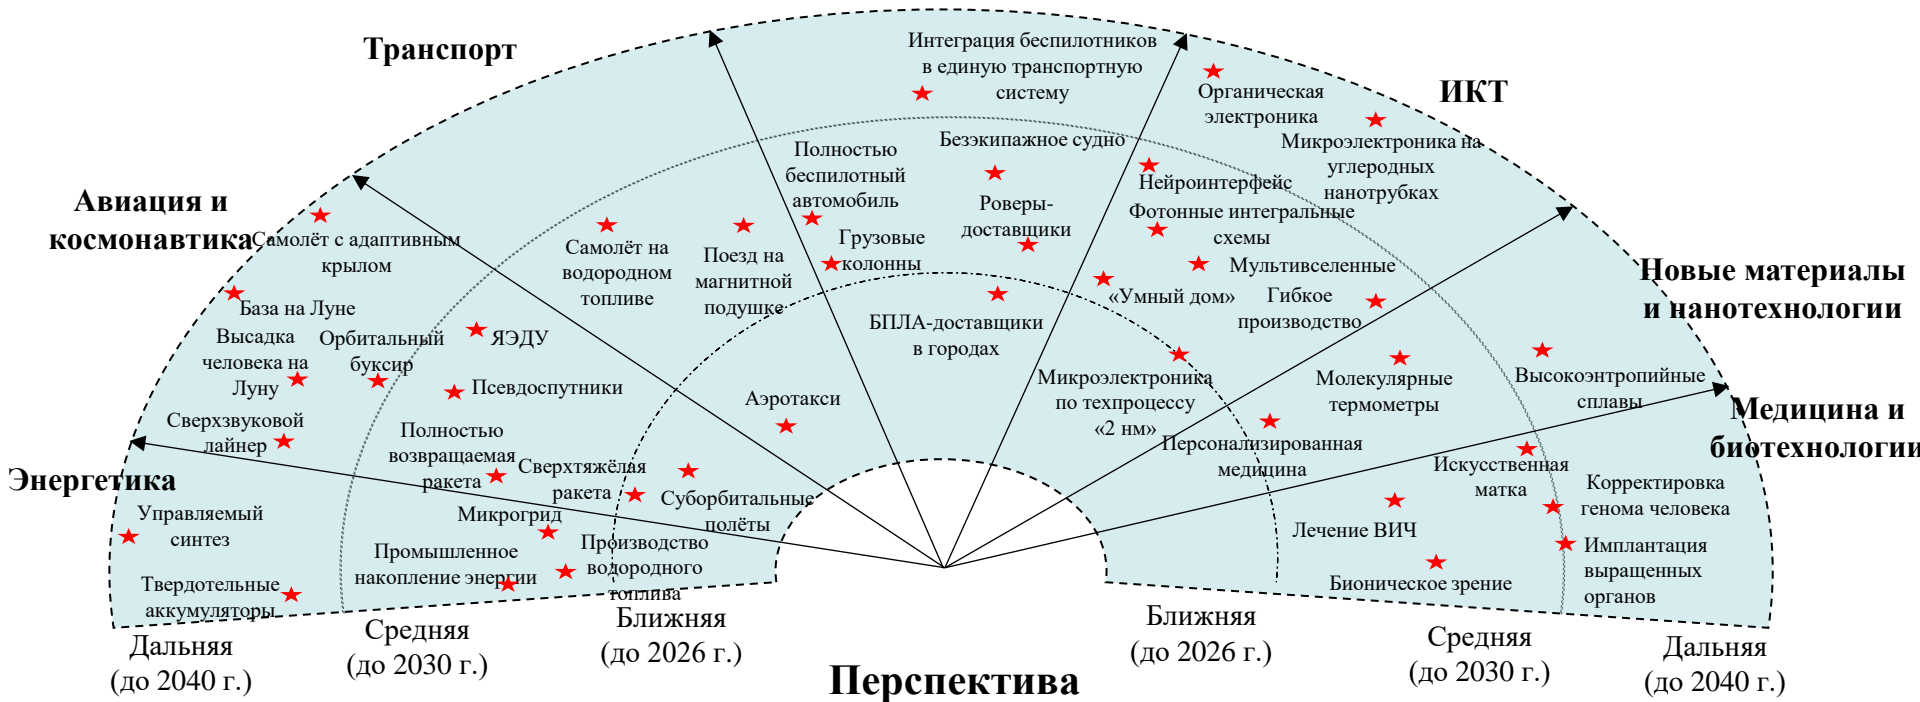 Транспорт
Интеграция беспилотников
в единую транспортную
систему
ИКТ
Органическая
электроника
Микроэлектроника на
углеродных
нанотрубках
Безэкипажное судно
Полностью
беспилотный
автомобиль
Нейроинтерфейс
Авиация и
космонавтика
Самолёт с адаптивным
крылом
Роверы-
доставщики
Фотонные интегральные
схемы
Самолёт на
водородном
топливе
Поезд на
магнитной
подушке
Грузовые
колонны
Мультивселенные
Новые материалы
и нанотехнологии
База на Луне
«Умный дом»
Гибкое
производство
Высадка
человека на
Луну
Орбитальный
буксир
ЯЭДУ
БПЛА-доставщики
в городах
Псевдоспутники
Аэротакси
Микроэлектроника
по техпроцессу
«2 нм»
Молекулярные
термометры
Высокоэнтропийные
сплавы
Медицина и
биотехнологии
Сверхзвуковой
лайнер
Полностью
возвращаемая
ракета
Сверхтяжёлая
ракета
Суборбитальные
полёты
Персонализированная
медицина
Искусственная
матка
Корректировка
генома человека
Энергетика
Управляемый
синтез
Микрогрид
Промышленное
накопление энергии
Производство
водородного
топлива
Лечение ВИЧ
Бионическое зрение
Имплантация
выращенных
органов
Твердотельные
аккумуляторы
Дальняя
(до 2040 г.)
Средняя
(до 2030 г.)
Ближняя
(до 2026 г.)
Перспектива
Ближняя
(до 2026 г.)
Средняя
(до 2030 г.)
Дальняя
(до 2040 г.)